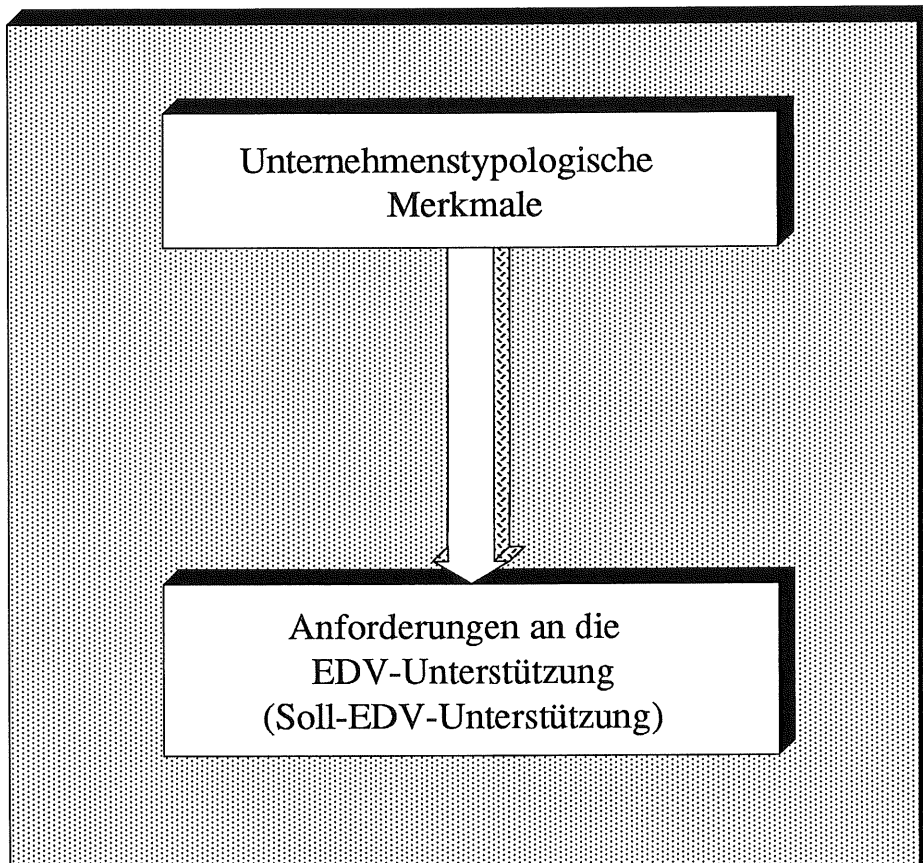 Unternehmenstypologische
Merkmale
Anforderungen an die
EDV-Unterstützung
(Soll-EDV-Unterstützung)